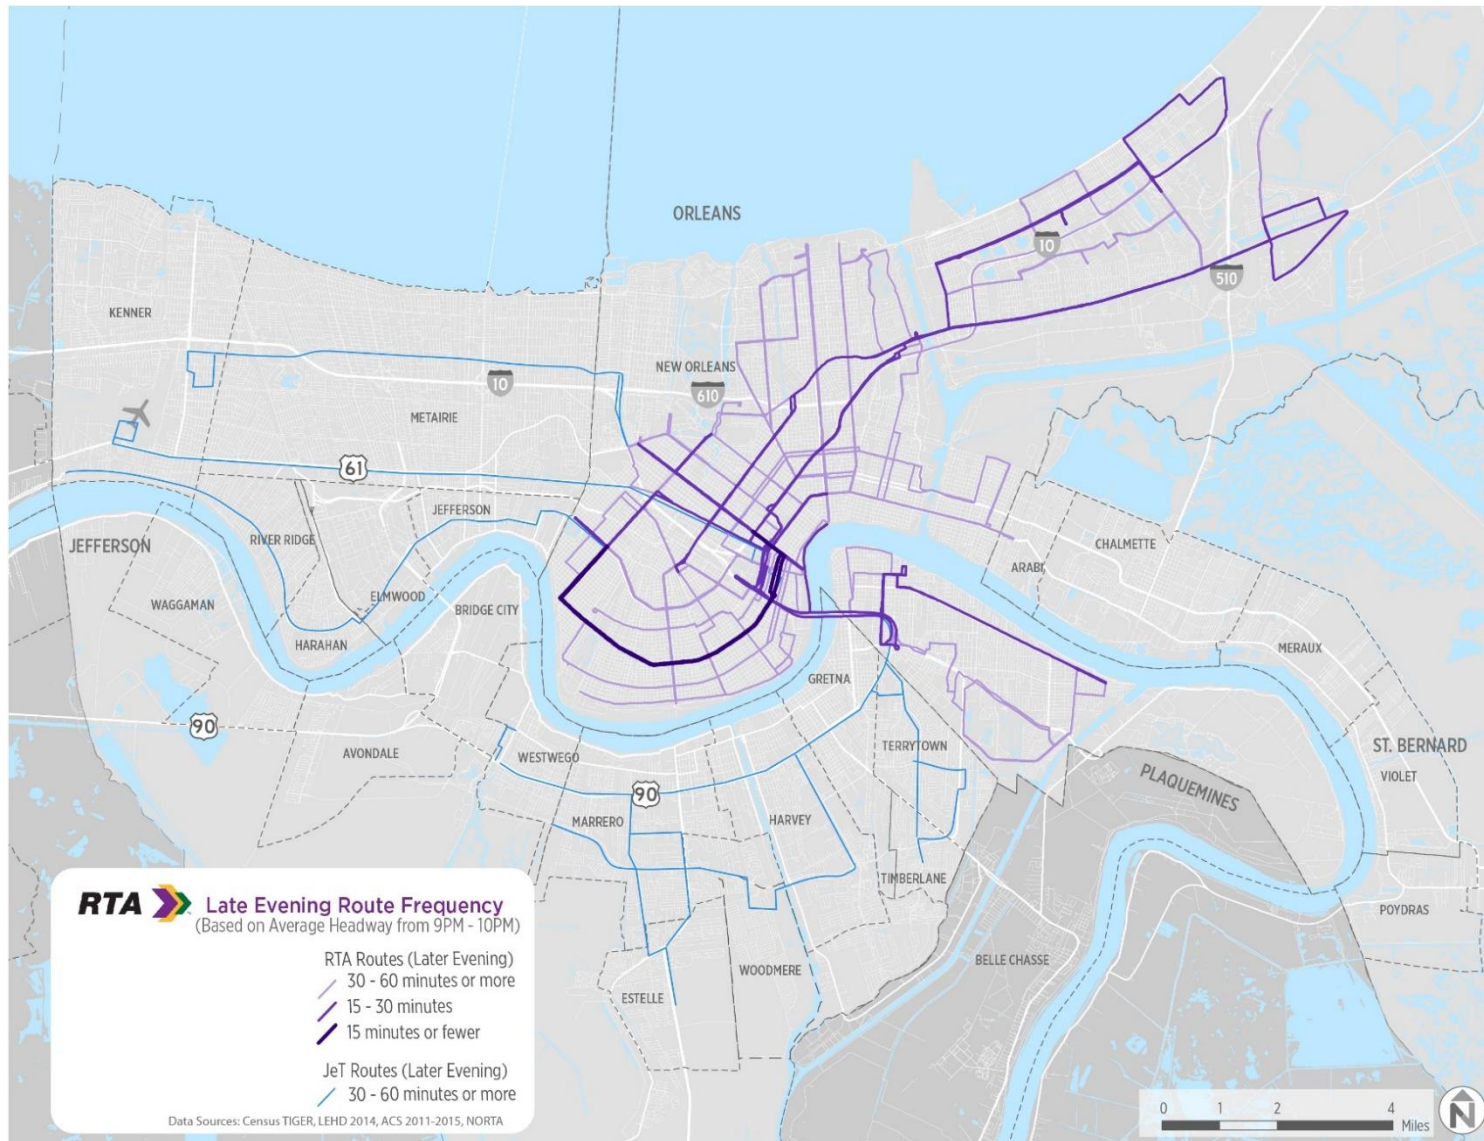 ORLEANS
KENNER
10
510
NEW ORLEANS
610
10
METAIRIE
61
JEFFERSON
JEFFERSON
RIVER RIDGE
CHALMETTE
ARABI
WAGGAMAN
ELMWOOD
BRIDGE CITY
HARAHAN
MERAUX
GRETNA
90
AVONDALE
WESTWEGO
TERRYTOWN
ST. BERNARD
VIOLET
PLAQUEMINES
90
MARRERO
HARVEY
TIMBERLANE
POYDRAS
BELLE CHASSE
WOODMERE
ESTELLE
RTA Late Evening Route Frequency
(Based on Average Headway from 9PM - 10PM)
RTA Routes (Later Evening)
30 - 60 minutes or more
15 - 30 minutes
15 minutes or fewer
JeT Routes (Later Evening)
30 - 60 minutes or more
Data Sources: Census TIGER, LEHD 2014, ACS 2011-2015, NORTA
0 1 2 4
Miles
N